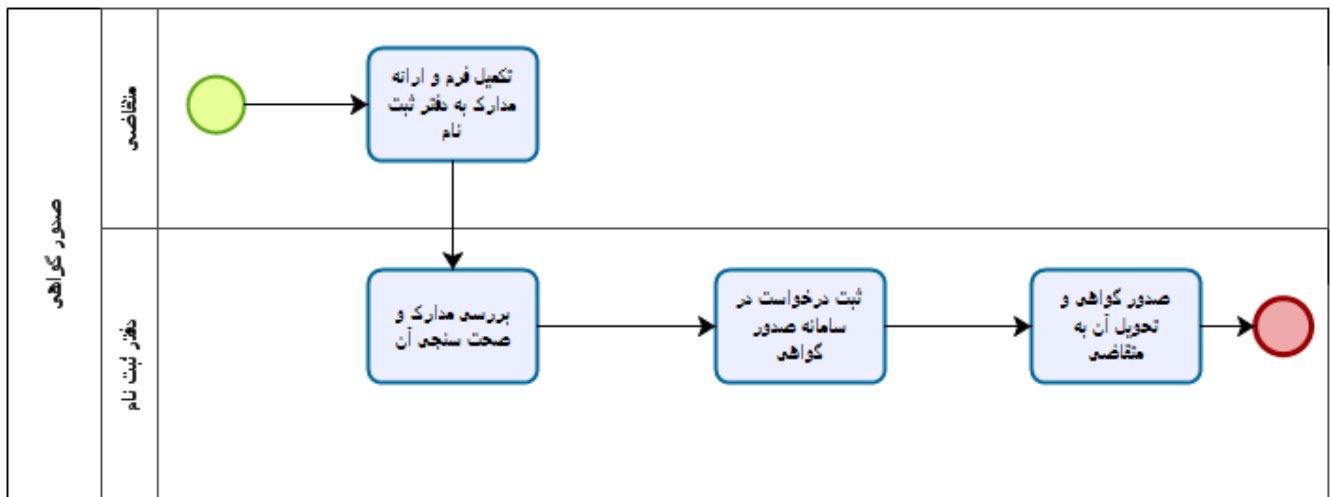 صدور گواهی
متقاضی
تکمیل فرم و ارائه
مدارک به دفتر ثبت
نام
دفتر ثبت نام
بررسی مدارک و
صحت سنجی آن
ثبت درخواست در
سامانه صدور
گواهی
صدور گواهی و
تحویل آن به
متقاضی